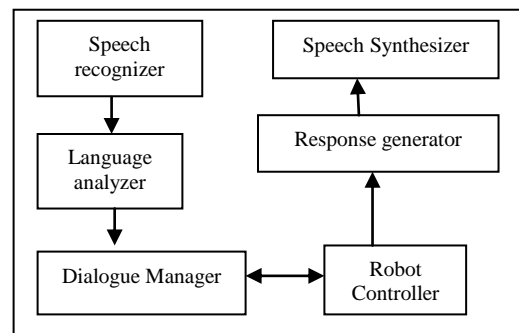 Speech
recognizer
Speech Synthesizer
Language
analyzer
Response generator
Dialogue Manager
Robot
Controller